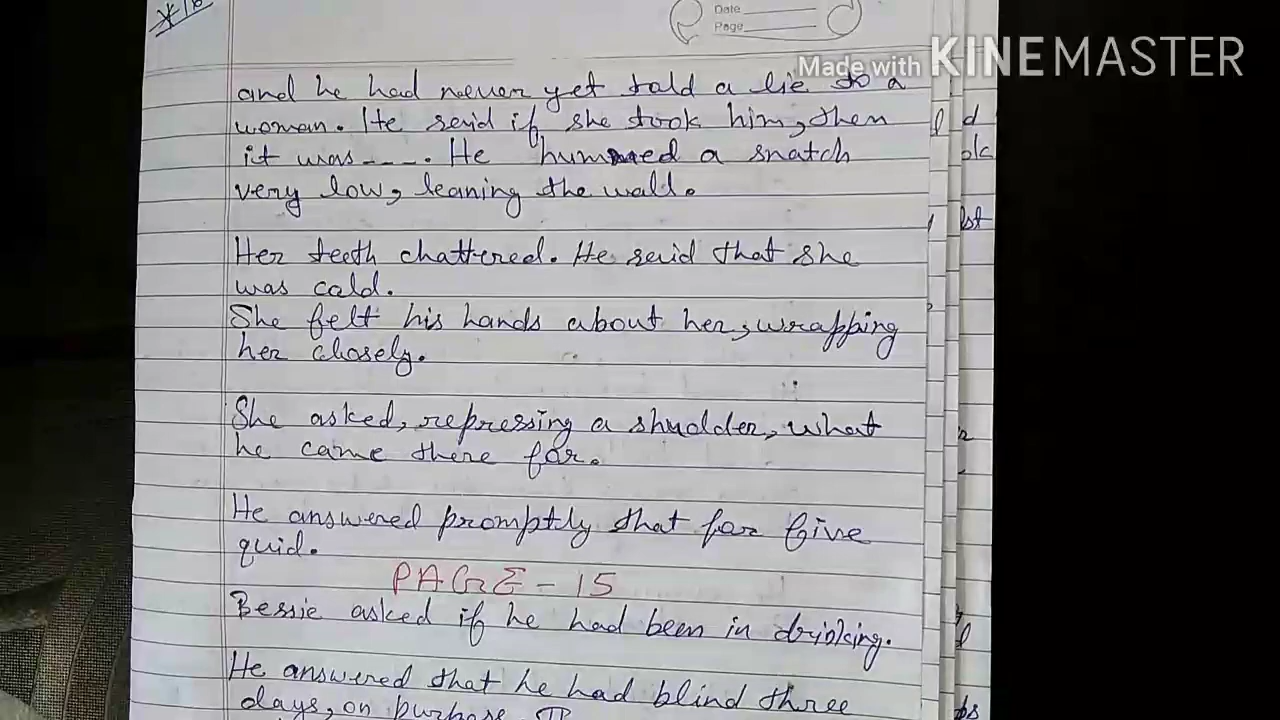 Date
Page
Made with KINEMASTER
and he had never yet told a lie to a
woman. He said if she took him, then
it was ----. He hummed a snatch
very low, leaning the wall.
Her teeth chattered. He said that she
was cold.
She felt his hands about her, wrapping
her closely.
She asked, repressing a shudder, what
he came there for.
He answered promptly that for five
quid.
PAGE - 15
Bessie asked if he had been in drinking.
He answered that he had blind three
days, on purpose.